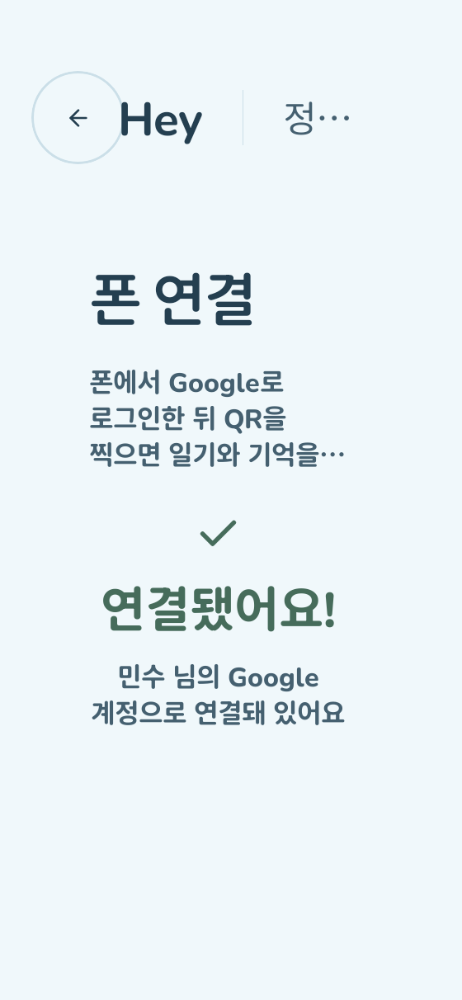 Hey
정…
폰 연결
폰에서 Google로
로그인한 뒤 QR을
찍으면 일기와 기억을…
연결됐어요!
민수 님의 Google
계정으로 연결돼 있어요